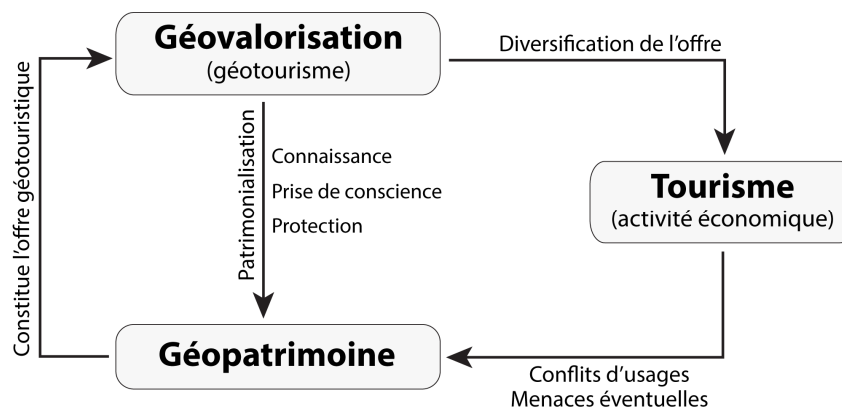 Géovalorisation
(géotourisme)
Diversification de l'offre
Constitue l'offre géotouristique
Patrimonialisation
Connaissance
Prise de conscience
Protection
Tourisme
(activité économique)
Géopatrimoine
Conflits d'usages
Menaces éventuelles